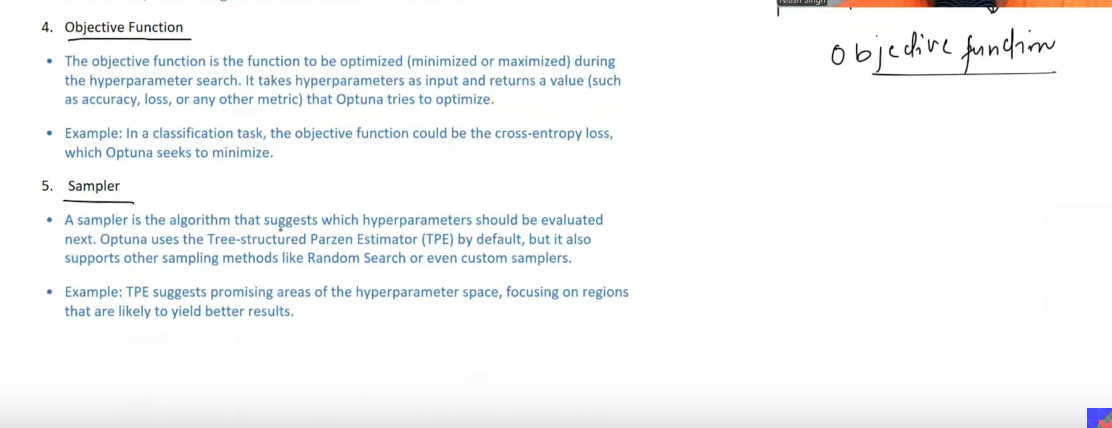 4. Objective Function
• The objective function is the function to be optimized (minimized or maximized) during
the hyperparameter search. It takes hyperparameters as input and returns a value (such
as accuracy, loss, or any other metric) that Optuna tries to optimize.
• Example: In a classification task, the objective function could be the cross-entropy loss,
which Optuna seeks to minimize.
5. Sampler
• A sampler is the algorithm that suggests which hyperparameters should be evaluated
next. Optuna uses the Tree-structured Parzen Estimator (TPE) by default, but it also
supports other sampling methods like Random Search or even custom samplers.
• Example: TPE suggests promising areas of the hyperparameter space, focusing on regions
that are likely to yield better results.
Objective function